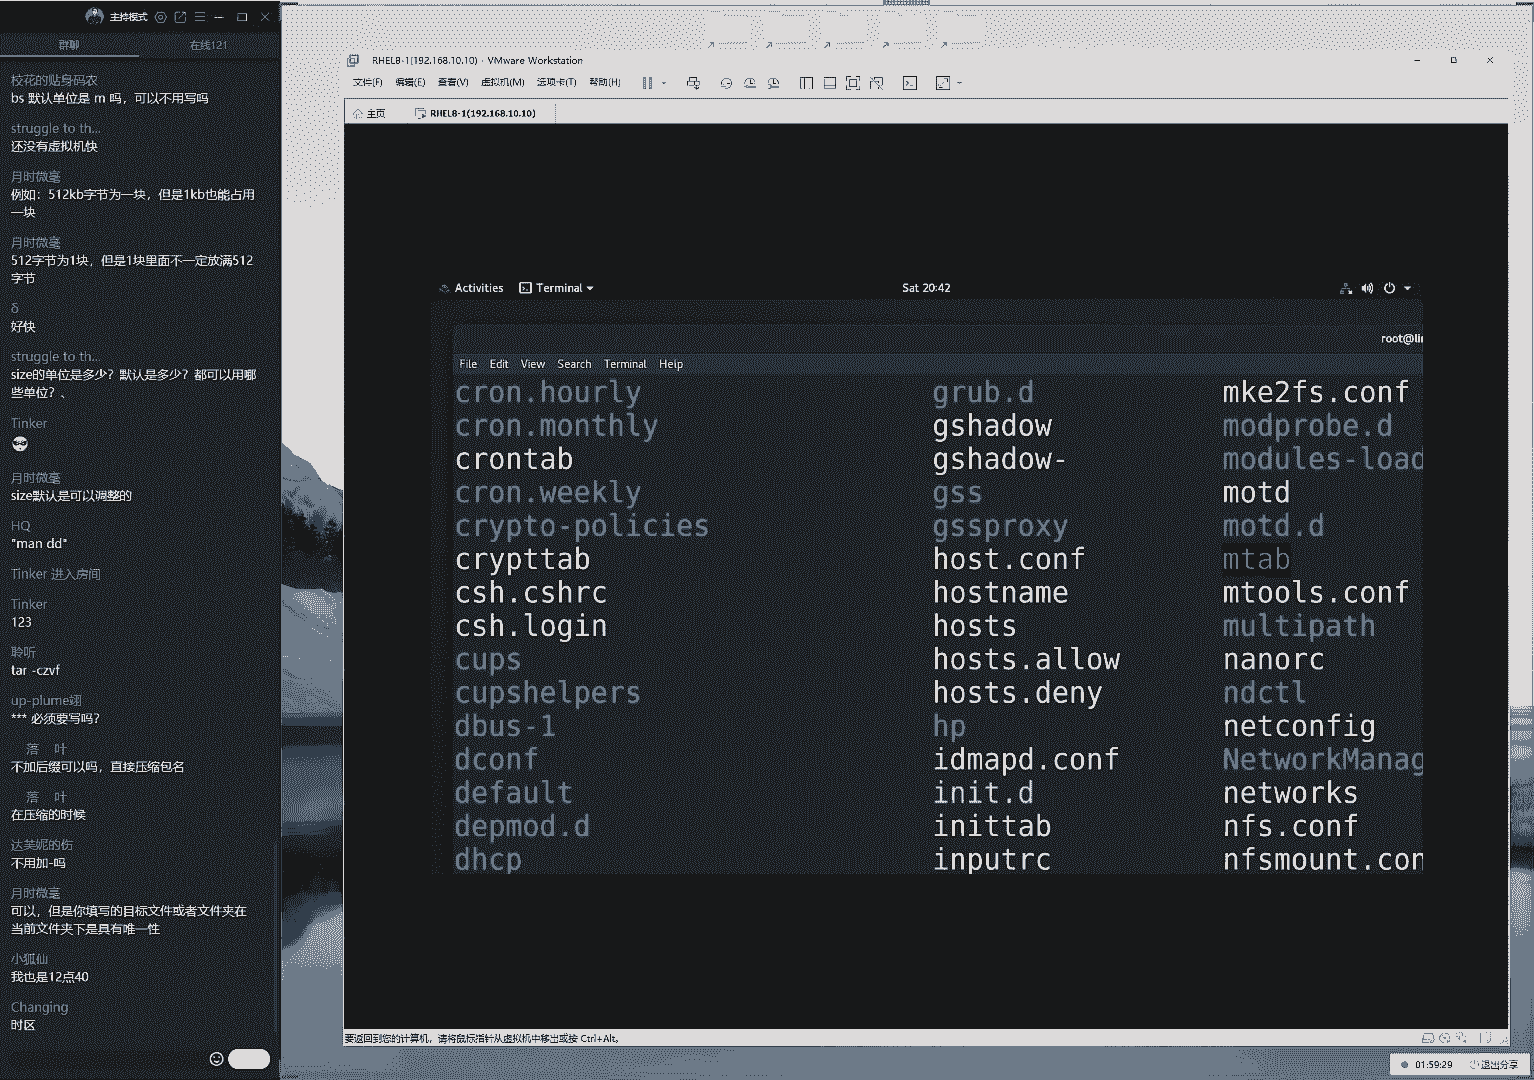 主持模式
群聊 在线121
校花的贴身码农
bs 默认单位是 m 吗，可以不用写吗
struggle to th...
还没有虚拟机快
月时微毫
例如：512kb字节为一块，但是1kb也能占用
一块
月时微毫
512字节为1块，但是1块里面不一定放满512
字节
δ
好快
struggle to th...
size的单位是多少？默认是多少？都可以用哪
些单位？、
Tinker
月时微毫
size默认是可以调整的
HQ
"man dd"
Tinker 进入房间
Tinker
123
聆听
tar -czvf
up-plume翊
*** 必须要写吗？
落 叶
不加后缀可以吗，直接压缩包名
落 叶
在压缩的时候
达芙妮的伤
不用加-吗
月时微毫
可以，但是你填写的目标文件或者文件夹在
当前文件夹下是具有唯一性
小狐仙
我也是12点40
Changing
时区
RHEL8-1(192.168.10.10) - VMware Workstation
文件(F) 编辑(E) 查看(V) 虚拟机(M) 选项卡(T) 帮助(H)
主页 RHEL8-1(192.168.10.10)
Activities Terminal Sat 20:42
root@lin
File Edit View Search Terminal Help
cron.hourly grub.d mke2fs.conf
cron.monthly gshadow modprobe.d
crontab gshadow- modules-load
cron.weekly gss motd
crypto-policies gssproxy motd.d
crypttab host.conf mtab
csh.cshrc hostname mtools.conf
csh.login hosts multipath
cups hosts.allow nanorc
cupshelpers hosts.deny ndctl
dbus-1 hp netconfig
dconf idmapd.conf NetworkManag
default init.d networks
depmod.d inittab nfs.conf
dhcp inputrc nfsmount.con
要返回到您的计算机，请将鼠标指针从虚拟机中移出或按 Ctrl+Alt。
01:59:29 退出分享